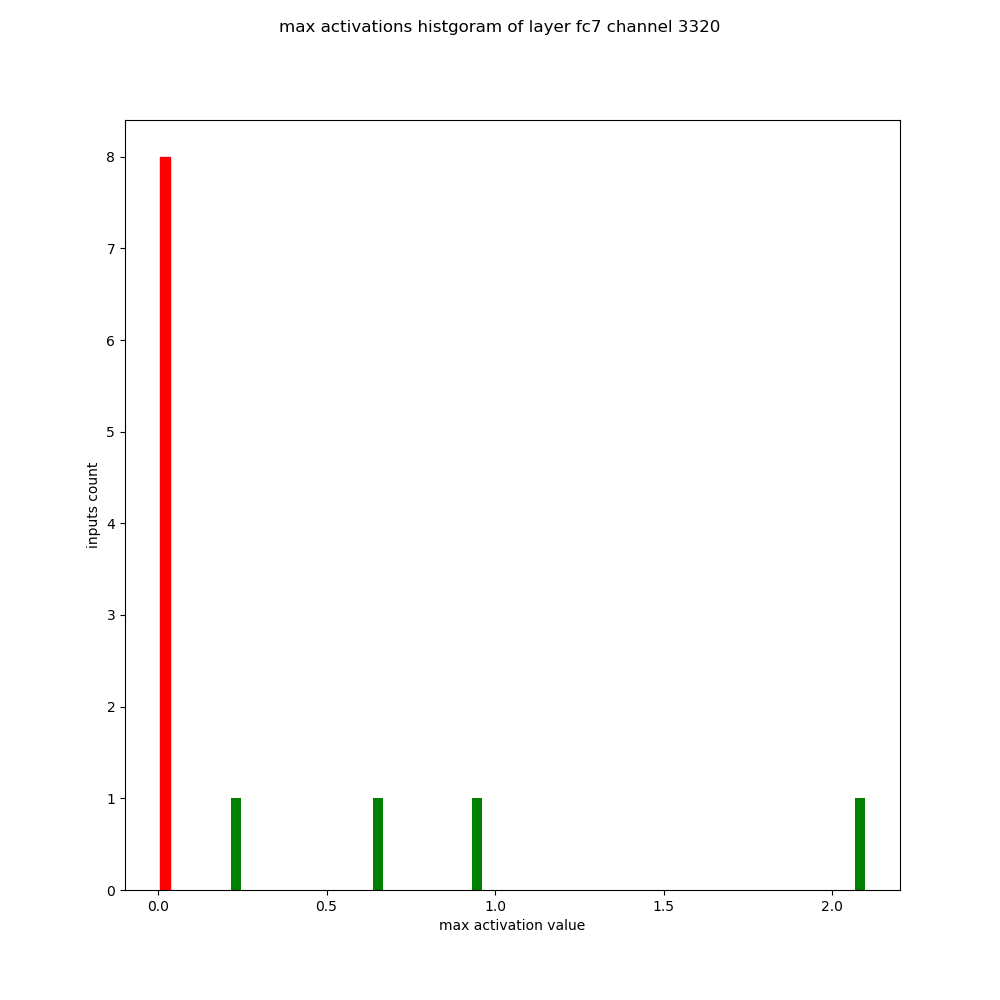 max activations histgoram of layer fc7 channel 3320
8
7
6
5
4
3
2
1
0
inputs count
0.0 0.5 1.0 1.5 2.0
max activation value